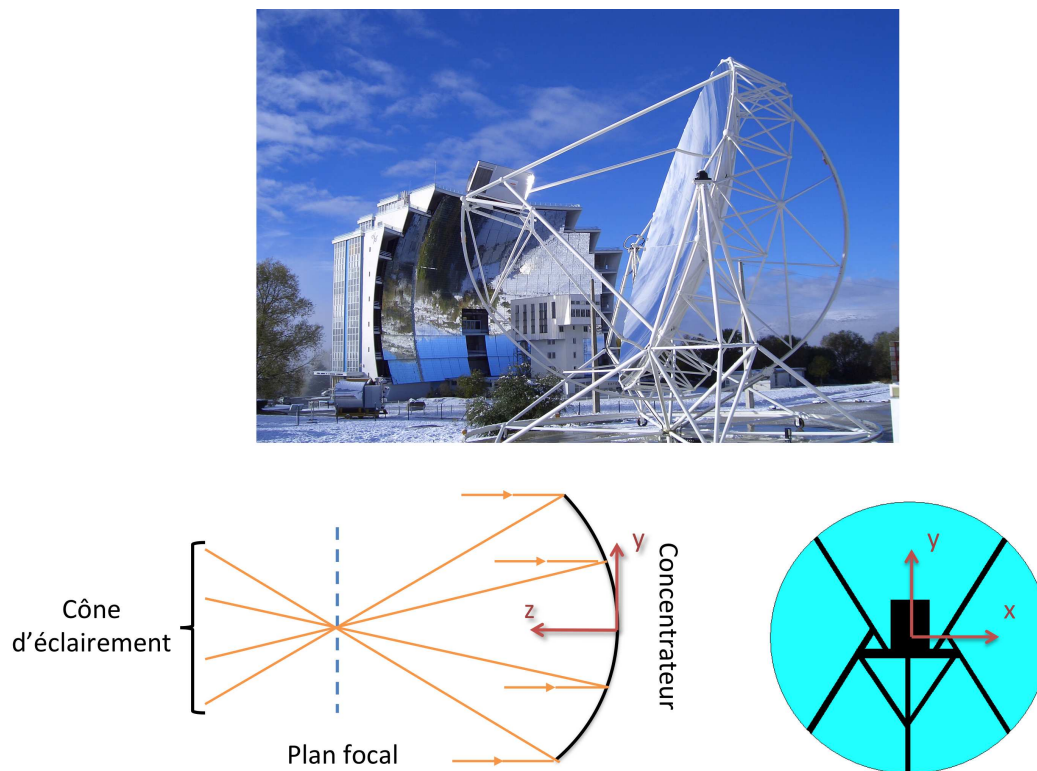 y
z
Concentrateur
Cône
d'éclairement
Plan focal
y
x